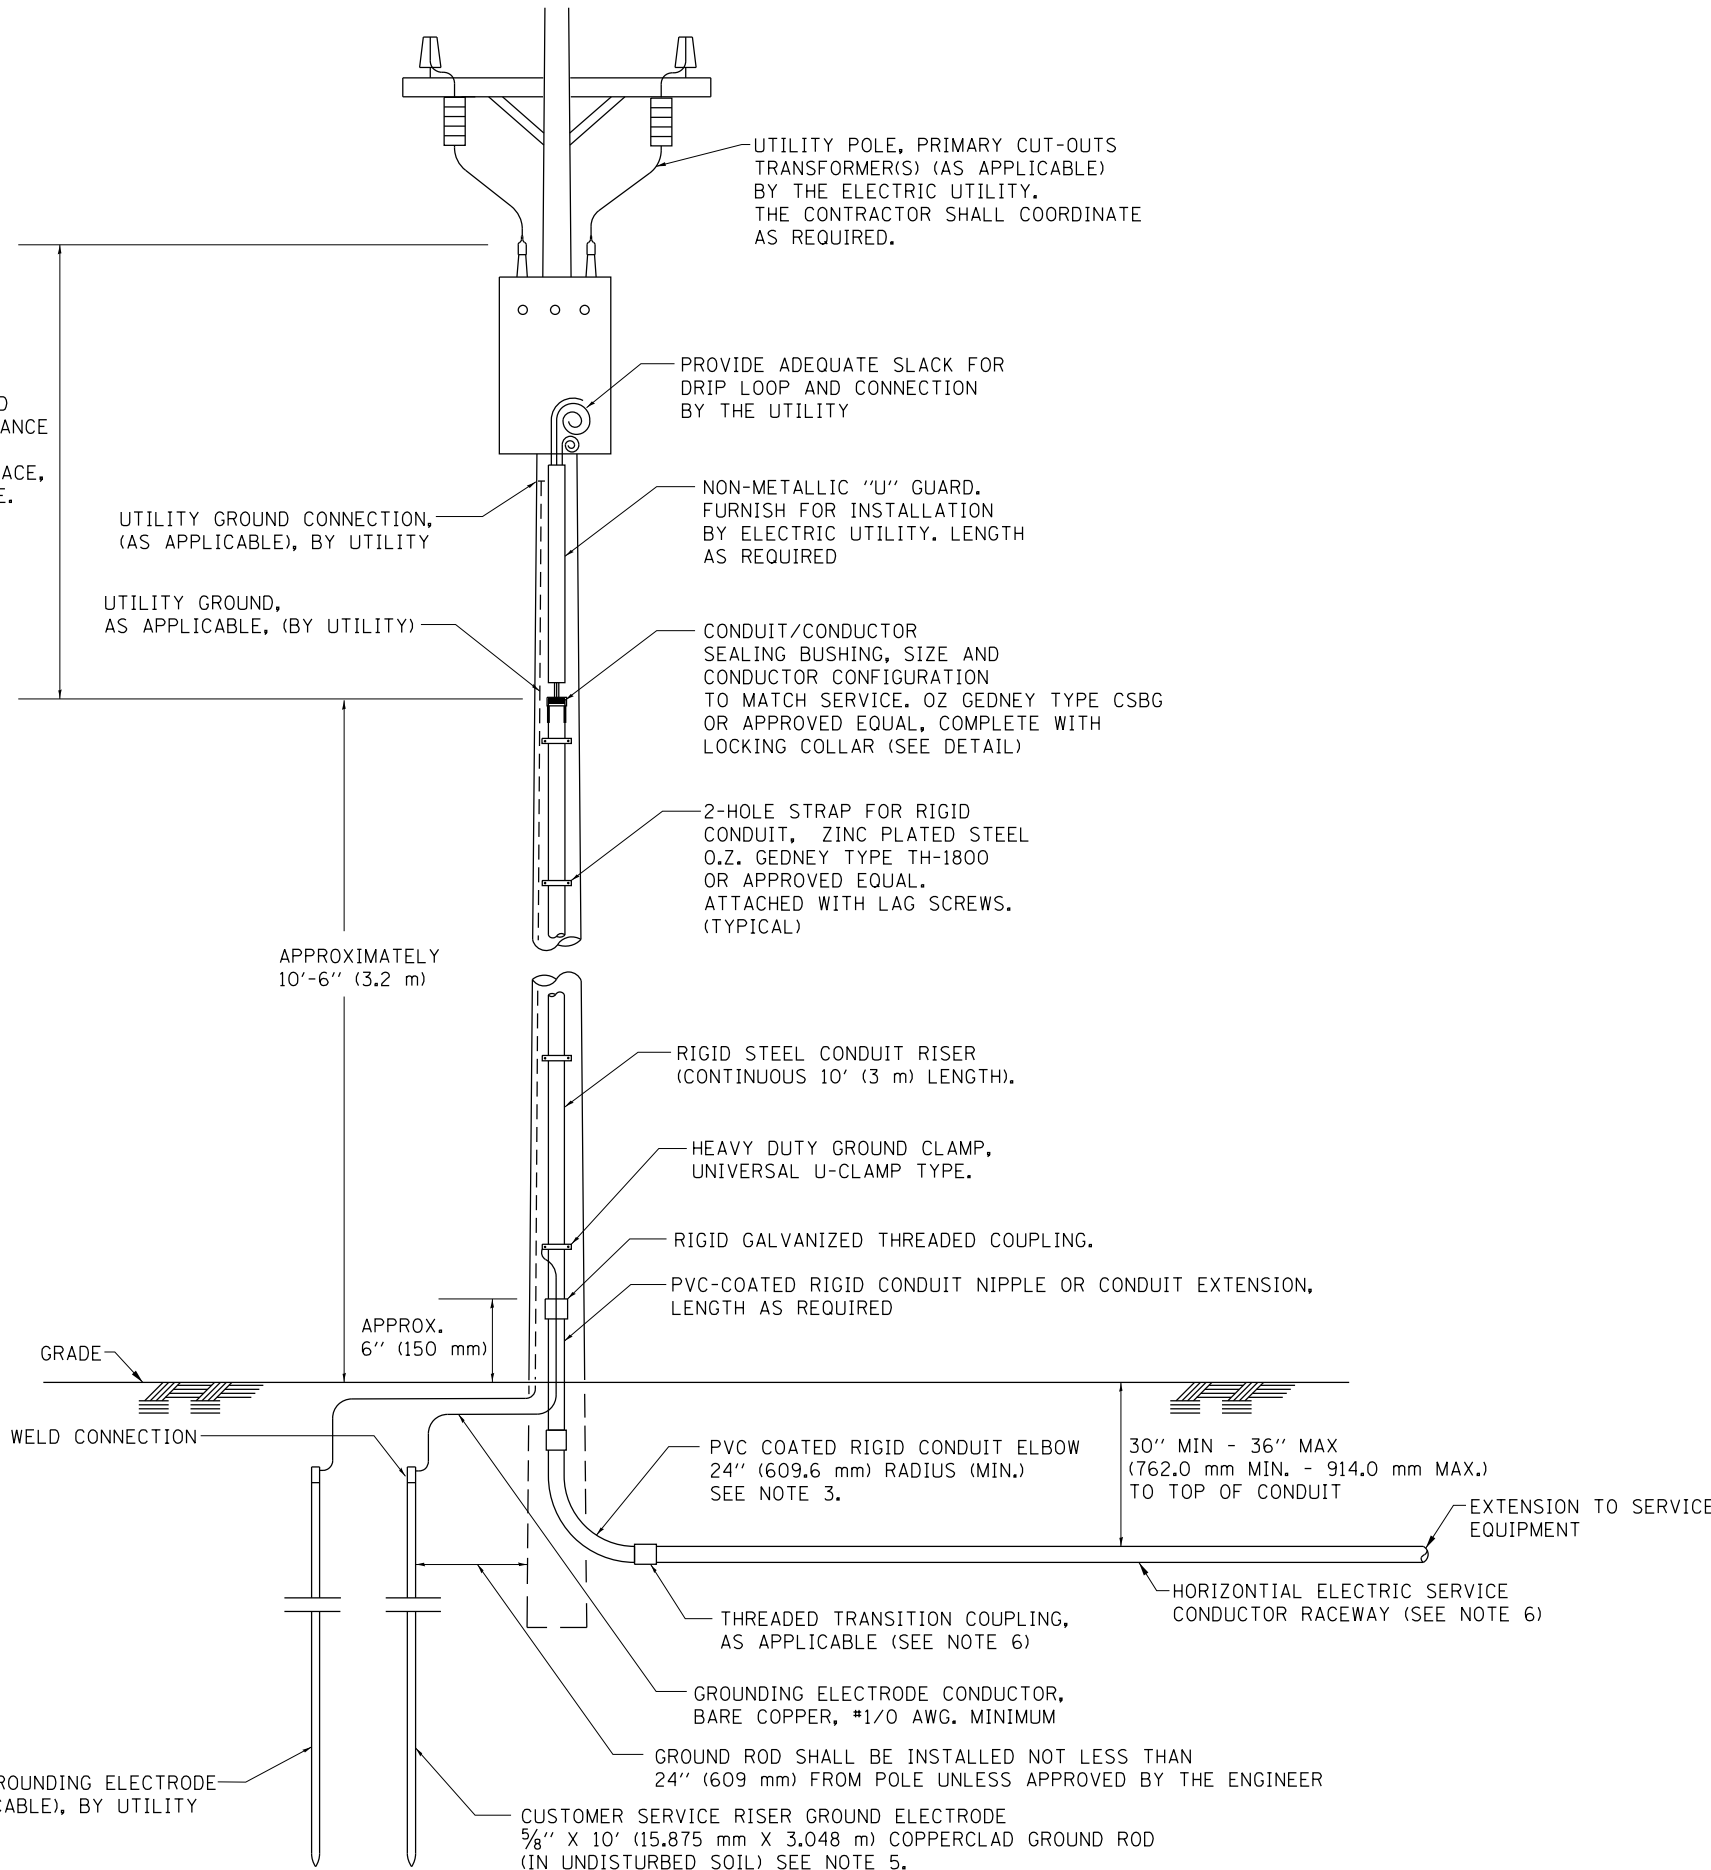 UTILITY POLE, PRIMARY CUT-OUTS
TRANSFORMER(S) (AS APPLICABLE)
BY THE ELECTRIC UTILITY.
THE CONTRACTOR SHALL COORDINATE
AS REQUIRED.
PROVIDE ADEQUATE SLACK FOR
DRIP LOOP AND CONNECTION
BY THE UTILITY
NON-METALLIC "U" GUARD.
FURNISH FOR INSTALLATION
BY ELECTRIC UTILITY. LENGTH
AS REQUIRED
UTILITY GROUND CONNECTION,
(AS APPLICABLE), BY UTILITY
UTILITY GROUND,
AS APPLICABLE, (BY UTILITY)
CONDUIT/CONDUCTOR
SEALING BUSHING, SIZE AND
CONDUCTOR CONFIGURATION
TO MATCH SERVICE. OZ GEDNEY TYPE CSBG
OR APPROVED EQUAL, COMPLETE WITH
LOCKING COLLAR (SEE DETAIL)
2-HOLE STRAP FOR RIGID
CONDUIT, ZINC PLATED STEEL
O.Z. GEDNEY TYPE TH-1800
OR APPROVED EQUAL.
ATTACHED WITH LAG SCREWS.
(TYPICAL)
APPROXIMATELY
10'-6" (3.2 m)
RIGID STEEL CONDUIT RISER
(CONTINUOUS 10' (3 m) LENGTH).
HEAVY DUTY GROUND CLAMP,
UNIVERSAL U-CLAMP TYPE.
RIGID GALVANIZED THREADED COUPLING.
PVC-COATED RIGID CONDUIT NIPPLE OR CONDUIT EXTENSION,
LENGTH AS REQUIRED
APPROX.
6" (150 mm)
GRADE
WELD CONNECTION
PVC COATED RIGID CONDUIT ELBOW
24" (609.6 mm) RADIUS (MIN.)
SEE NOTE 3.
30" MIN - 36" MAX
(762.0 mm MIN. - 914.0 mm MAX.)
TO TOP OF CONDUIT
EXTENSION TO SERVICE
EQUIPMENT
HORIZONTIAL ELECTRIC SERVICE
CONDUCTOR RACEWAY (SEE NOTE 6)
THREADED TRANSITION COUPLING,
AS APPLICABLE (SEE NOTE 6)
GROUNDING ELECTRODE CONDUCTOR,
BARE COPPER, #1/0 AWG. MINIMUM
GROUND ROD SHALL BE INSTALLED NOT LESS THAN
24" (609 mm) FROM POLE UNLESS APPROVED BY THE ENGINEER
ELECTRODE
BY UTILITY
CUSTOMER SERVICE RISER GROUND ELECTRODE
5/8" X 10' (15.875 mm X 3.048 m) COPPERCLAD GROUND ROD
(IN UNDISTURBED SOIL) SEE NOTE 5.